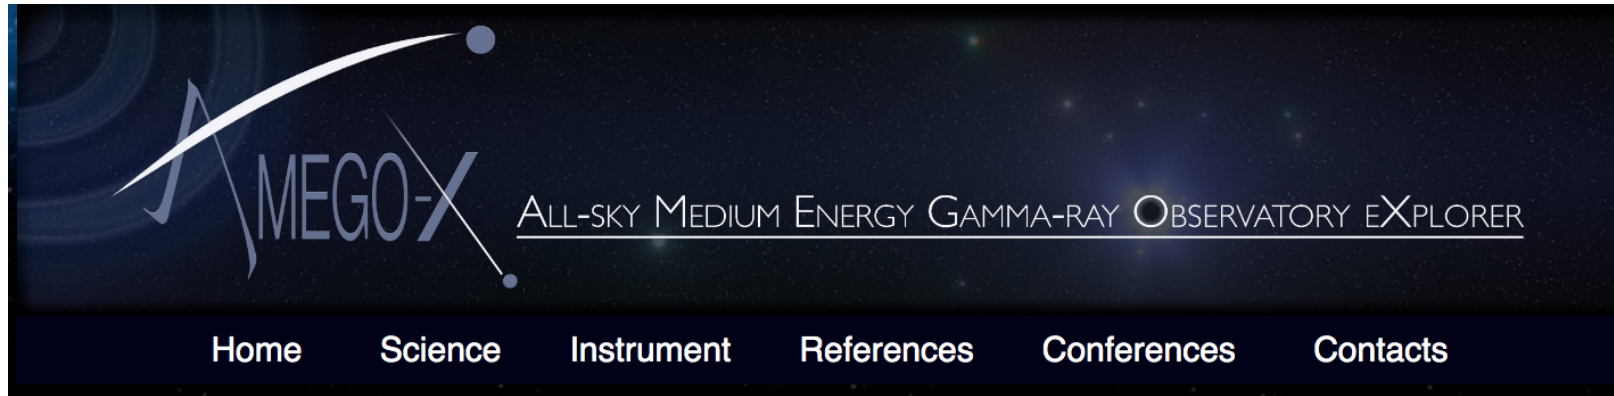 AMEGO-X
ALL-SKY MEDIUM ENERGY GAMMA-RAY OBSERVATORY EXPLORER
Home Science Instrument References Conferences Contacts